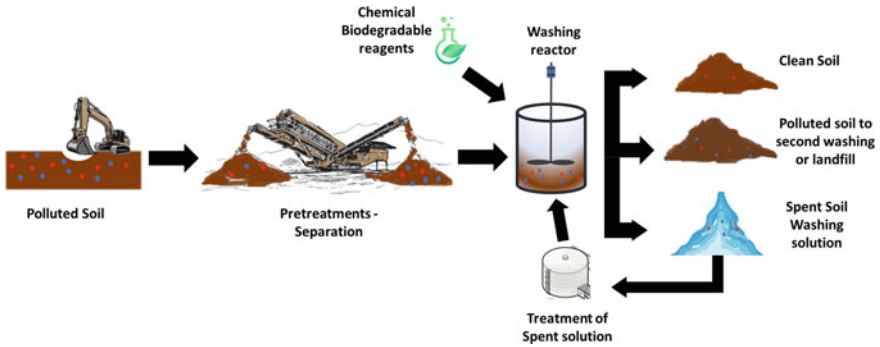 Chemical
Biodegradable
reagents
Washing
reactor
Clean Soil
Polluted soil to
second washing
or landfill
Polluted Soil
Pretreatments -
Separation
Spent Soil
Washing
solution
Treatment of
Spent solution